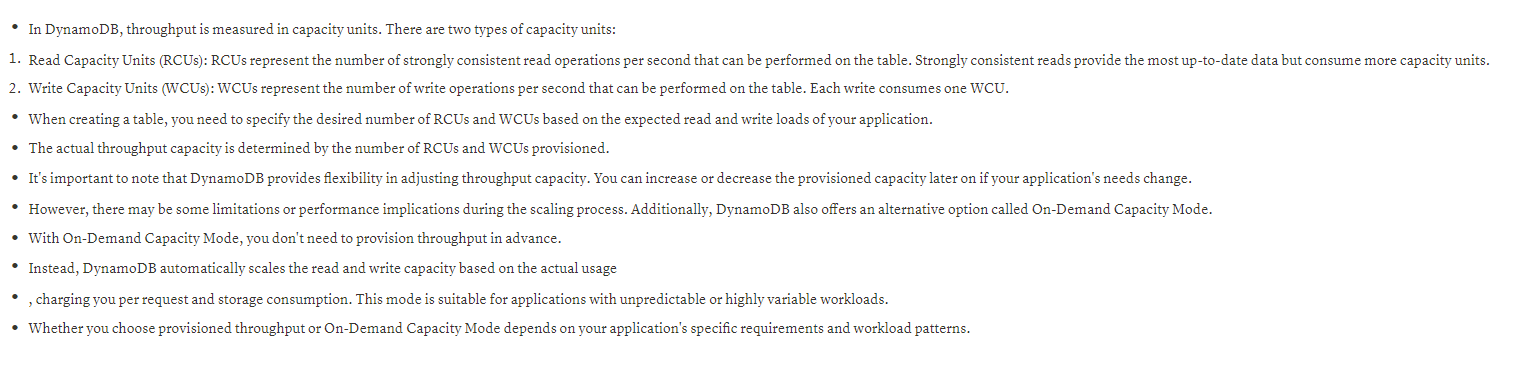 • In DynamoDB, throughput is measured in capacity units. There are two types of capacity units:
1. Read Capacity Units (RCUs): RCUs represent the number of strongly consistent read operations per second that can be performed on the table. Strongly consistent reads provide the most up-to-date data but consume more capacity units.
2. Write Capacity Units (WCUs): WCUs represent the number of write operations per second that can be performed on the table. Each write consumes one WCU.
• When creating a table, you need to specify the desired number of RCUs and WCUs based on the expected read and write loads of your application.
• The actual throughput capacity is determined by the number of RCUs and WCUs provisioned.
• It's important to note that DynamoDB provides flexibility in adjusting throughput capacity. You can increase or decrease the provisioned capacity later on if your application's needs change.
• However, there may be some limitations or performance implications during the scaling process. Additionally, DynamoDB also offers an alternative option called On-Demand Capacity Mode.
• With On-Demand Capacity Mode, you don't need to provision throughput in advance.
• Instead, DynamoDB automatically scales the read and write capacity based on the actual usage
• , charging you per request and storage consumption. This mode is suitable for applications with unpredictable or highly variable workloads.
• Whether you choose provisioned throughput or On-Demand Capacity Mode depends on your application's specific requirements and workload patterns.